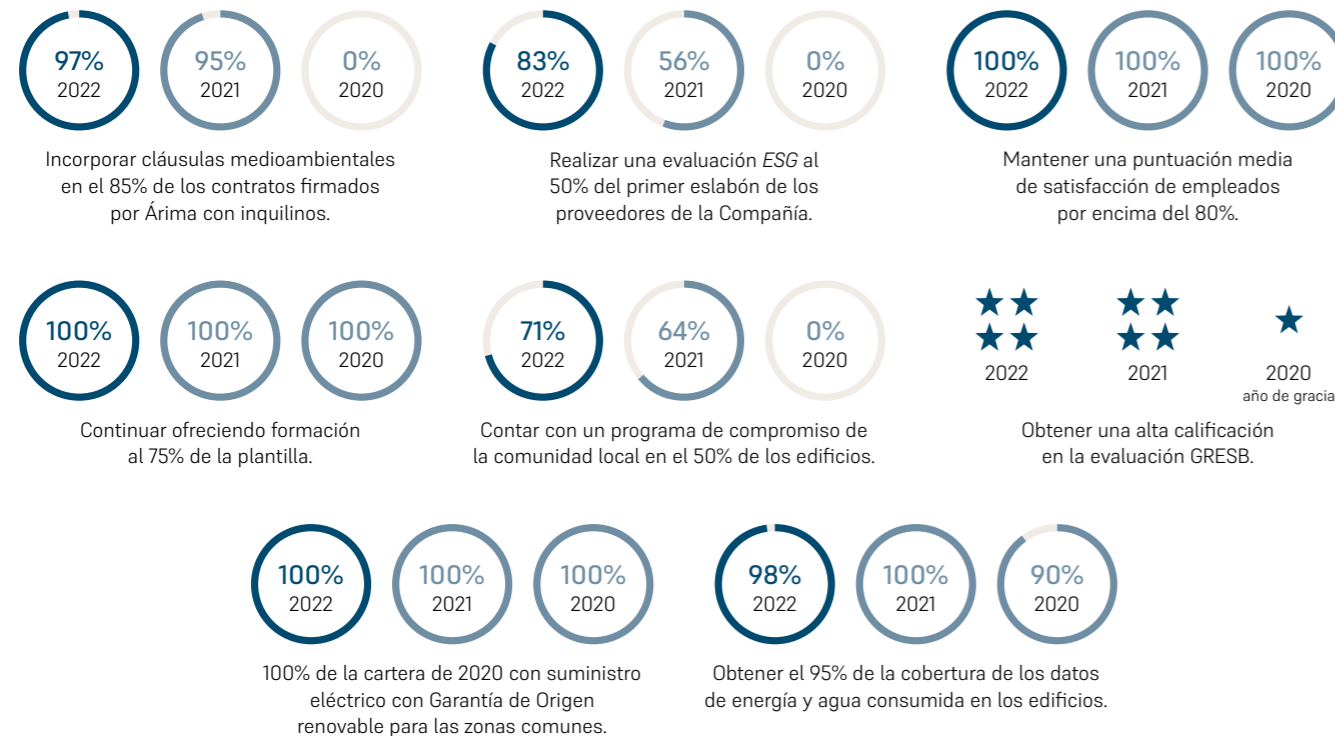 97%
2022
95%
2021
0%
2020
Incorporar cláusulas medioambientales
en el 85% de los contratos firmados
por Árima con inquilinos.
83%
2022
56%
2021
0%
2020
Realizar una evaluación ESG al
50% del primer eslabón de los
proveedores de la Compañía.
100%
2022
100%
2021
100%
2020
Mantener una puntuación media
de satisfacción de empleados
por encima del 80%.
100%
2022
100%
2021
100%
2020
Continuar ofreciendo formación
al 75% de la plantilla.
71%
2022
64%
2021
0%
2020
Contar con un programa de compromiso de
la comunidad local en el 50% de los edificios.
2022
2021
2020
año de gracia
Obtener una alta calificación
en la evaluación GRESB.
100%
2022
100%
2021
100%
2020
100% de la cartera de 2020 con suministro
eléctrico con Garantía de Origen
renovable para las zonas comunes.
98%
2022
100%
2021
90%
2020
Obtener el 95% de la cobertura de los datos
de energía y agua consumida en los edificios.